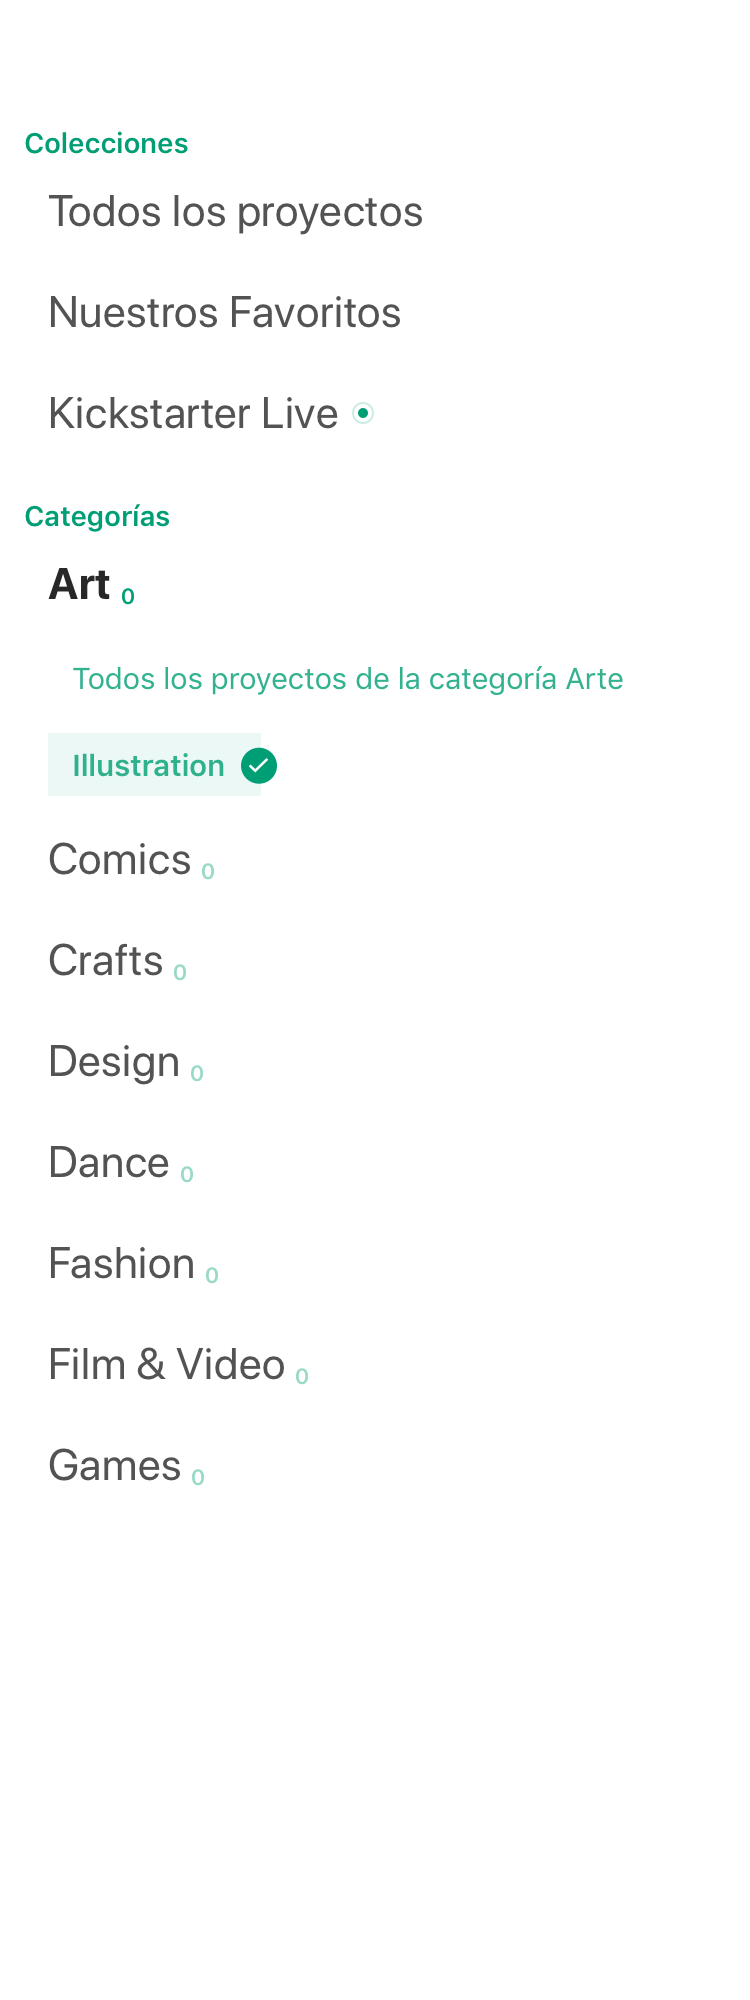 Colecciones
Todos los proyectos
Nuestros Favoritos
Kickstarter Live
Categorías
Art 0
Todos los proyectos de la categoría Arte
Illustration
Comics 0
Crafts 0
Design 0
Dance 0
Fashion 0
Film & Video 0
Games 0